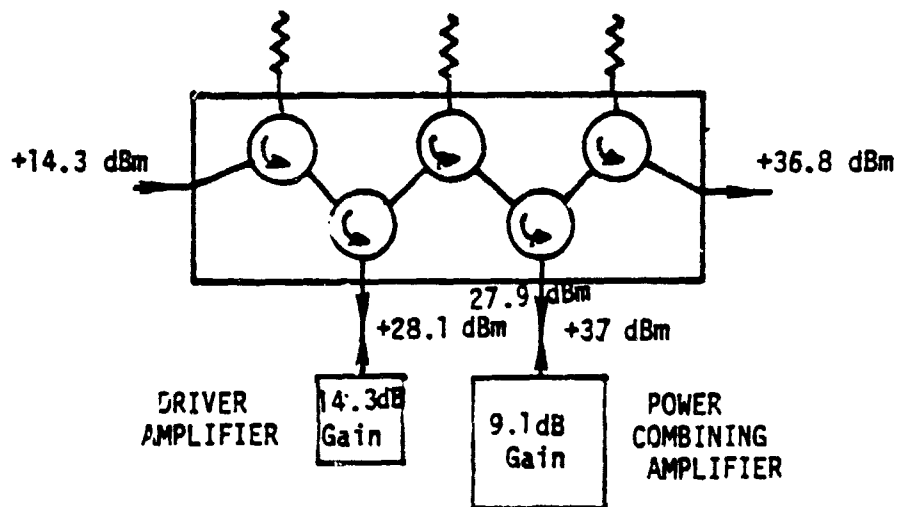 +14.3 dBm
+36.8 dBm
27.9 dBm
+28.1 dBm
+37 dBm
DRIVER
AMPLIFIER
14.3dB
Gain
9.1dB
Gain
POWER
COMBINING
AMPLIFIER